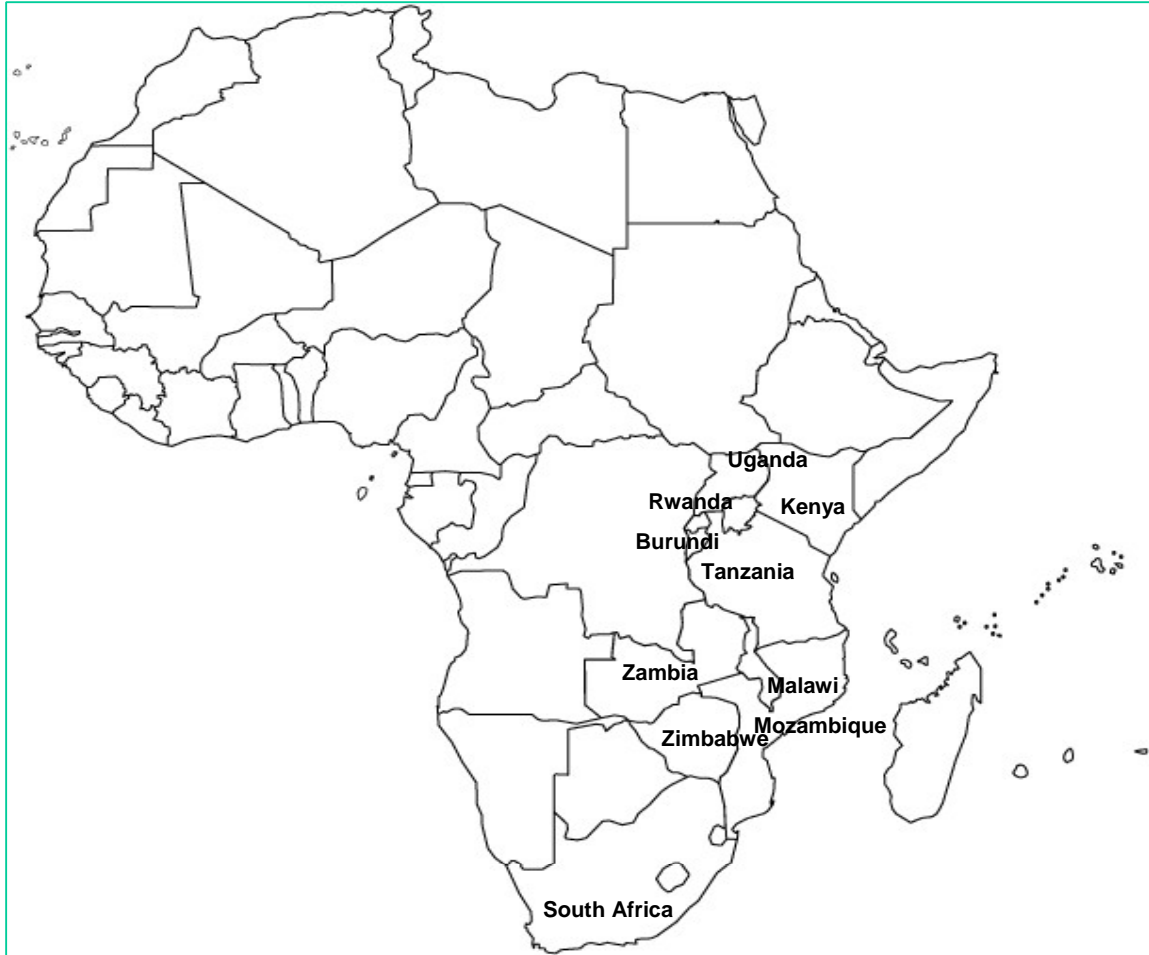 Uganda
Rwanda
Kenya
Burundi
Tanzania
Zambia
Malawi
Mozambique
Zimbabwe
South Africa